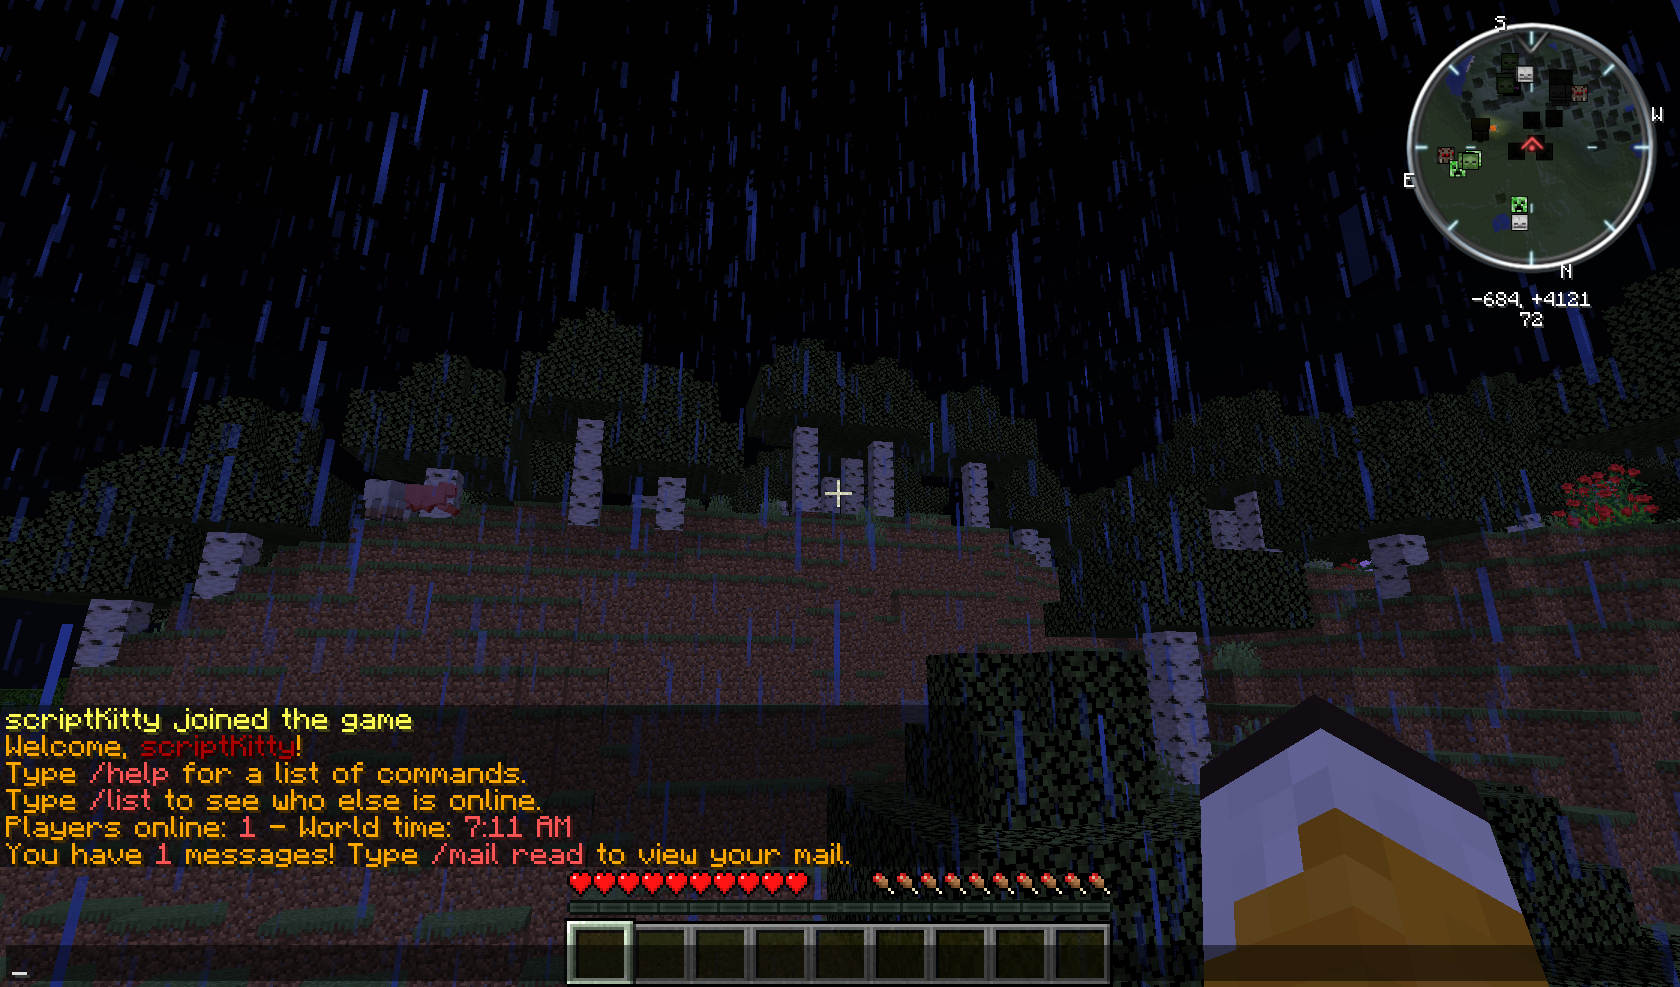 S
W
E
N
-684, +4121
72
scriptKitty joined the game
Welcome, scriptKitty!
Type /help for a list of commands.
Type /list to see who else is online.
Players online: 1 - World time: 7:11 AM
You have 1 messages! Type /mail read to view your mail.
_